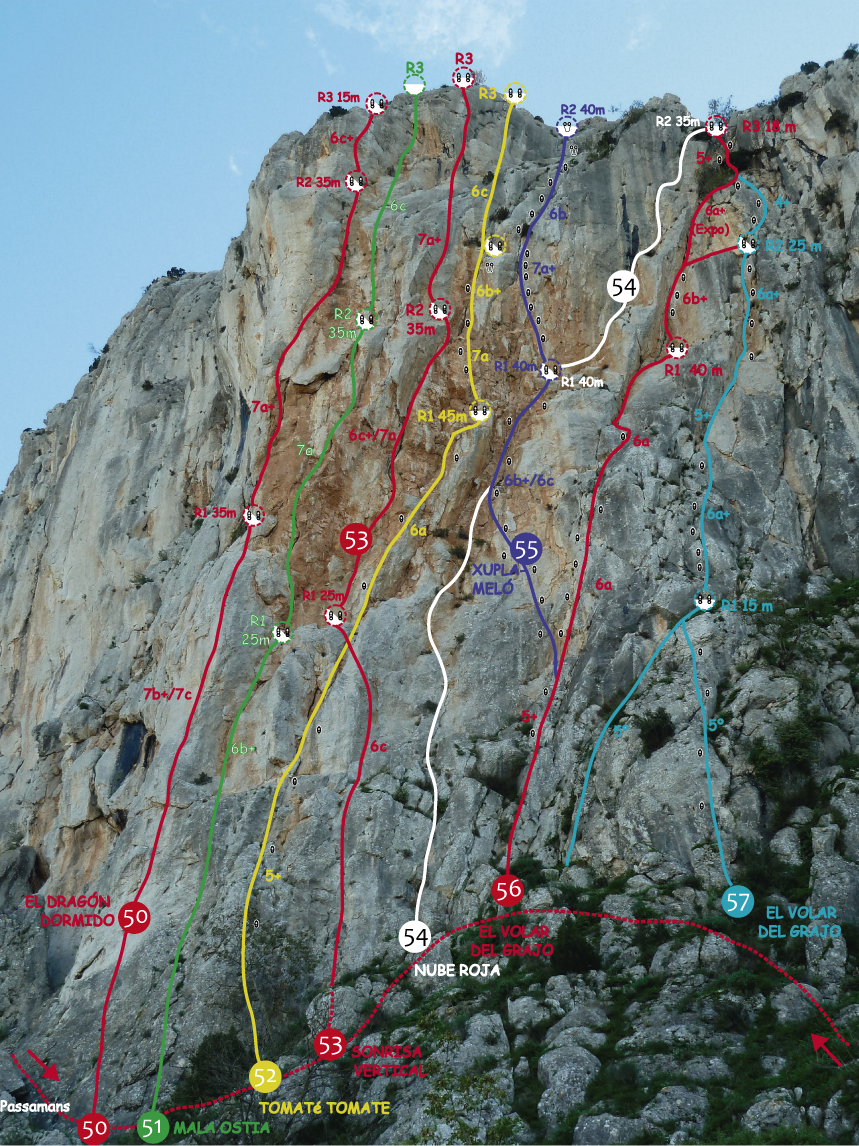 R3
R3
R3 15m
R3
R2 40m
R2 35m
R3 18 m
6c+
5+
R2 35m
6c
6c
4+
6a+
(Expo)
6b
7a+
R2 25 m
7a+
6b+
54
6a+
6b+
R2
35m
R2
35m
7a
R1 40m
R1 40m
R1 40 m
7a+
R1 45m
5+
6c+/7a
6a
7a
6b+/6c
R1 35m
6a
6a+
53
55
XUPLA-
MELÓ
6a
R1 25m
R1 15 m
R1
25m
7b+/7c
5+
5º
5º
6b+
6c
5+
56
57
EL DRAGÓN
DORMIDO
50
EL VOLAR
DEL GRAJO
EL VOLAR
DEL GRAJO
54
NUBE ROJA
53
SONRISA
VERTICAL
52
TOMATé TOMATE
Passamans
50
51
MALA OSTIA